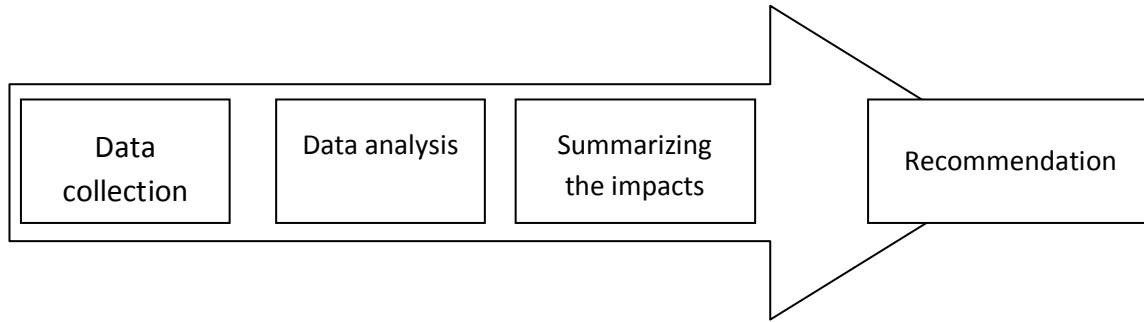 Data
collection
Data analysis
Summarizing
the impacts
Recommendation